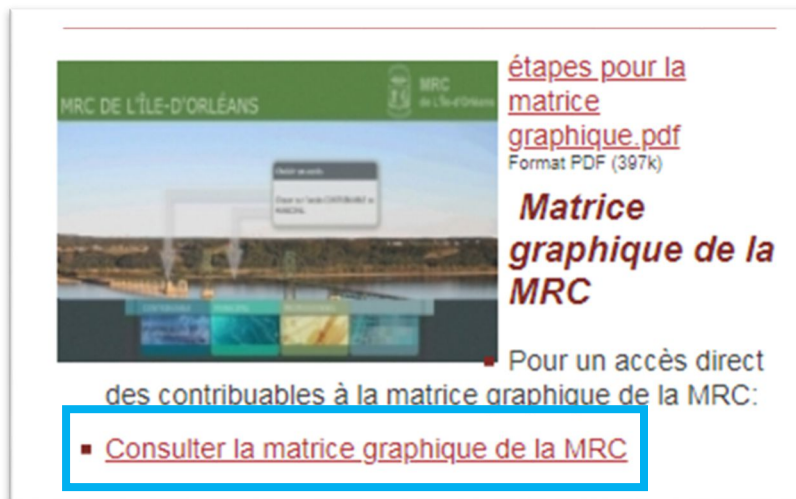 MRC DE L'ÎLE-D'ORLÉANS
MRC
de L'Île-d'Orléans
étapes pour la
matrice
graphique.pdf
Format PDF (397k)
Matrice
graphique de la
MRC
Pour un accès direct
des contribuables à la matrice graphique de la MRC:
Consulter la matrice graphique de la MRC